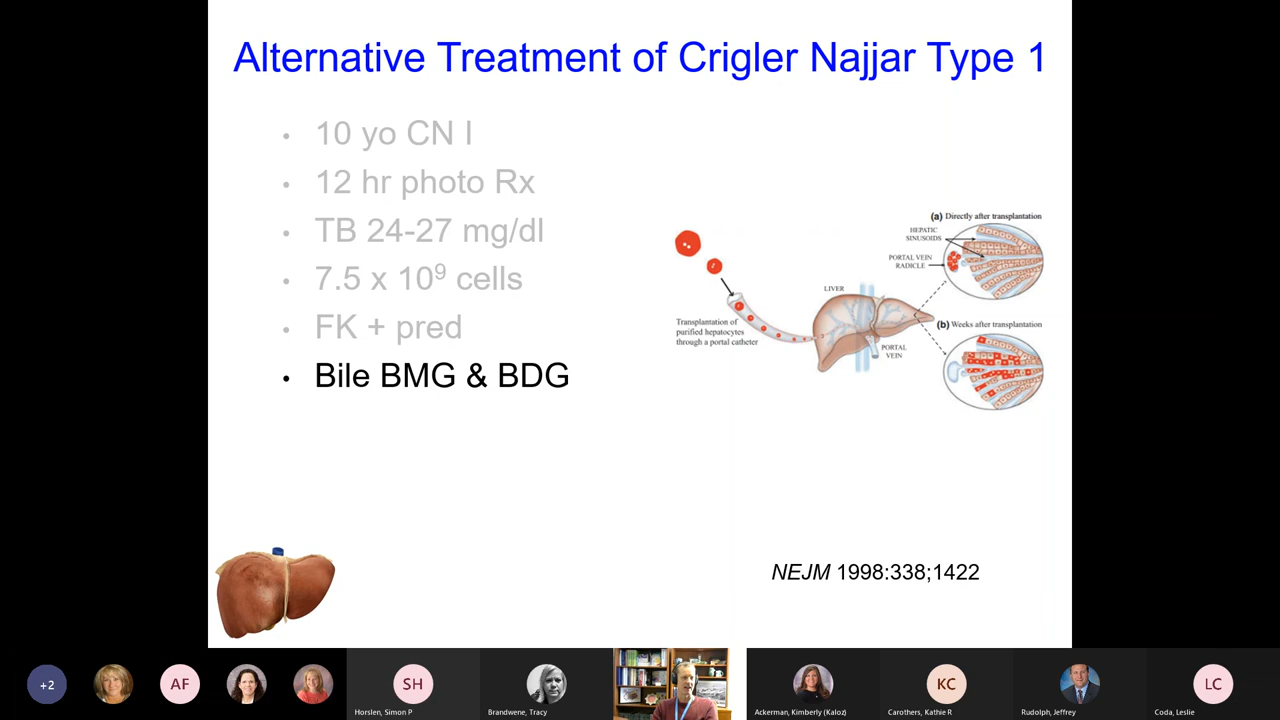 Alternative Treatment of Crigler Najjar Type 1
• 10 yo CN I
• 12 hr photo Rx
• TB 24-27 mg/dl
• 7.5 x 10⁹ cells
• FK + pred
• Bile BMG & BDG
(a) Directly after transplantation
HEPATIC
SINUSOIDS
PORTAL VEIN
RADICLE
LIVER
Transplantation of
purified hepatocytes
through a portal catheter
PORTAL
VEIN
(b) Weeks after transplantation
NEJM 1998:338;1422
+2
AF
SH
KC
LC
Horslen, Simon P
Brandwene, Tracy
Ackerman, Kimberly (Kaloz)
Carothers, Kathie R
Rudolph, Jeffrey
Coda, Leslie